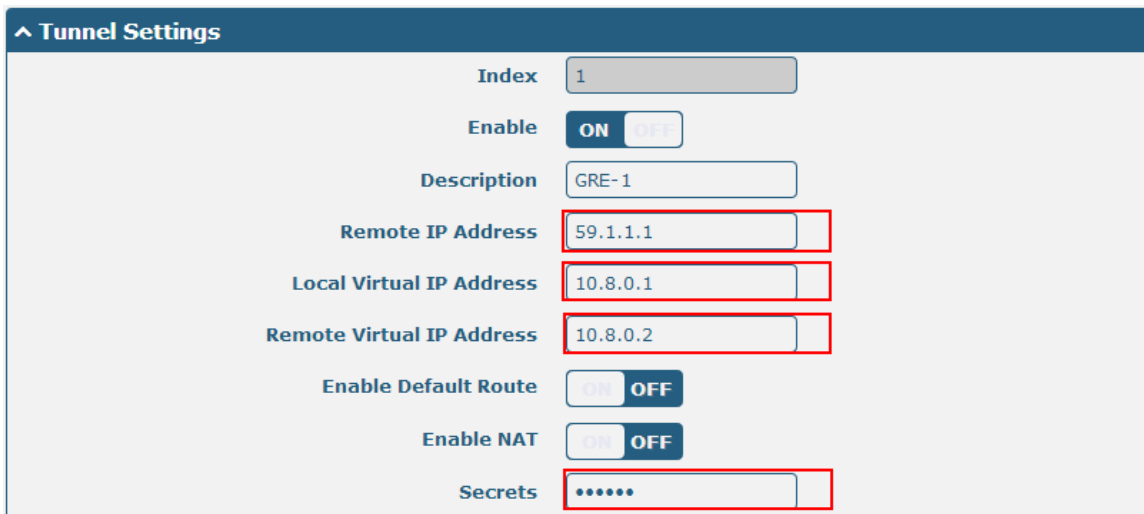 Tunnel Settings
Index 1
Enable ON OFF
Description GRE-1
Remote IP Address 59.1.1.1
Local Virtual IP Address 10.8.0.1
Remote Virtual IP Address 10.8.0.2
Enable Default Route ON OFF
Enable NAT ON OFF
Secrets ••••••